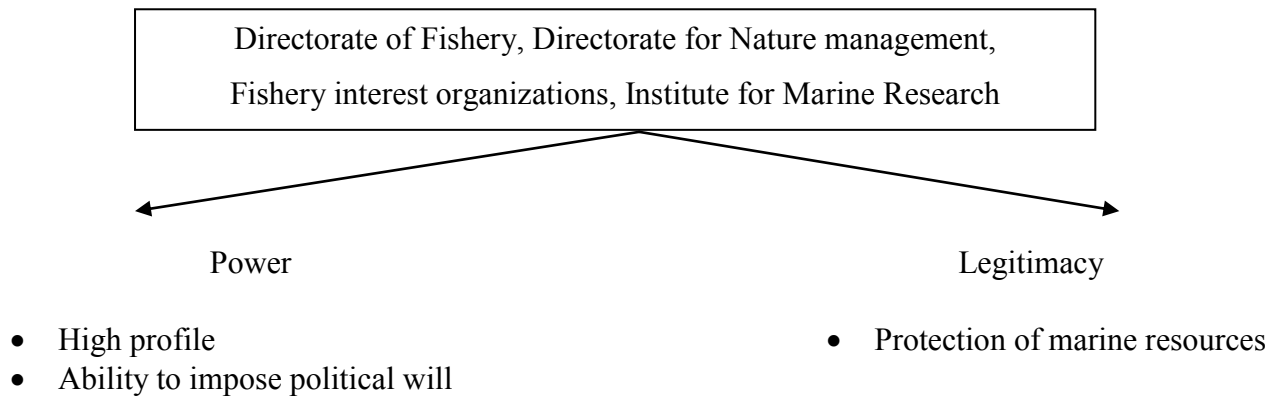 Directorate of Fishery, Directorate for Nature management,
Fishery interest organizations, Institute for Marine Research
Power
Legitimacy
• High profile
• Ability to impose political will
• Protection of marine resources